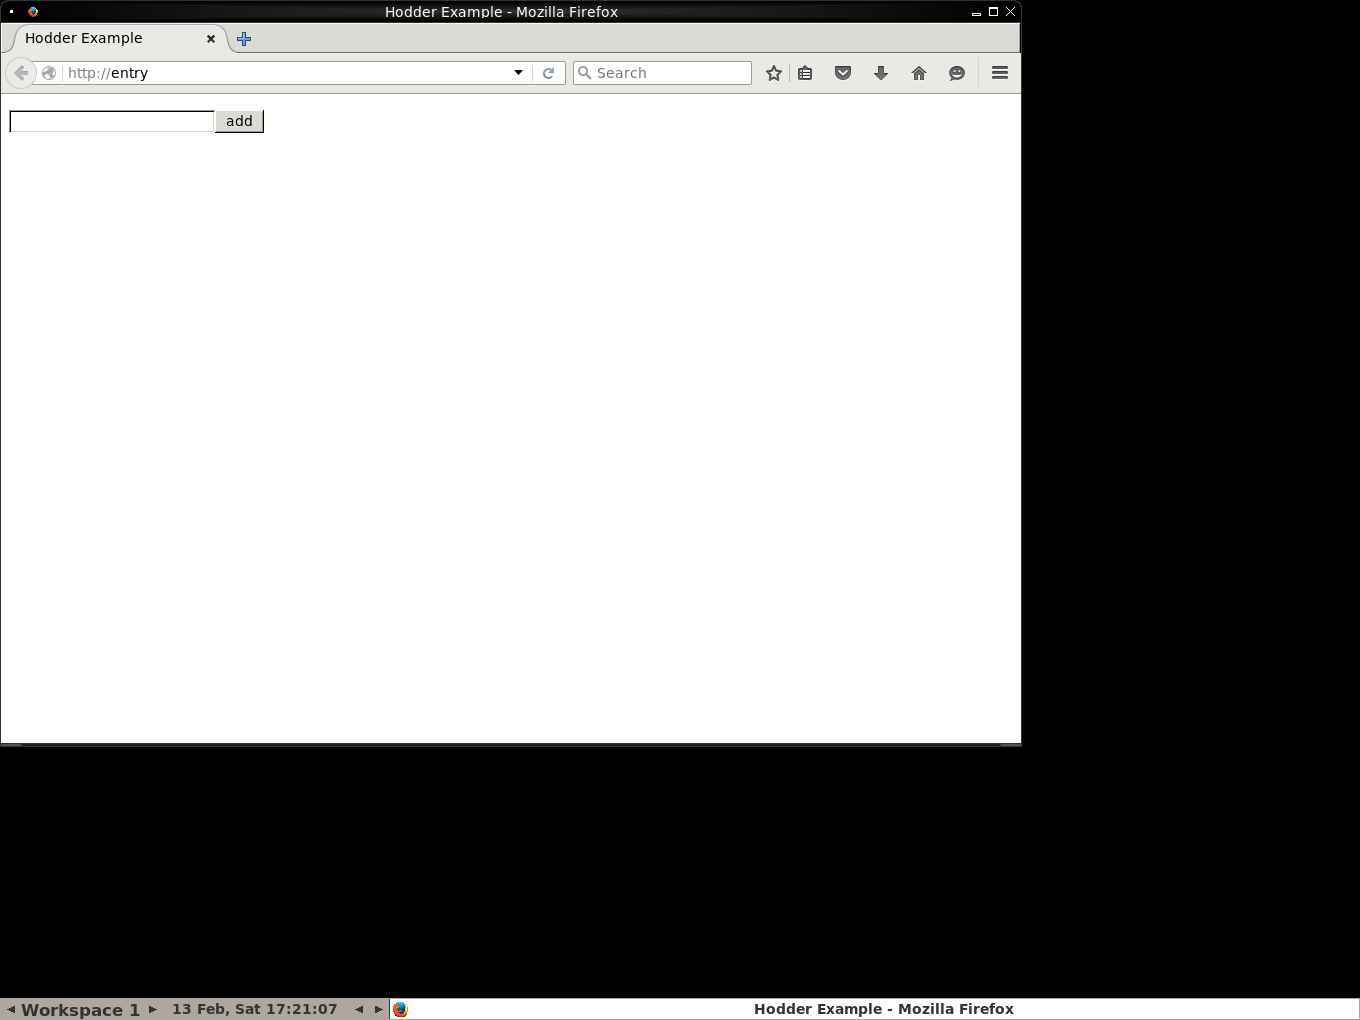 Hodder Example - Mozilla Firefox
Hodder Example
http://entry
Search
add
Workspace 1
13 Feb, Sat 17:21:07
Hodder Example - Mozilla Firefox